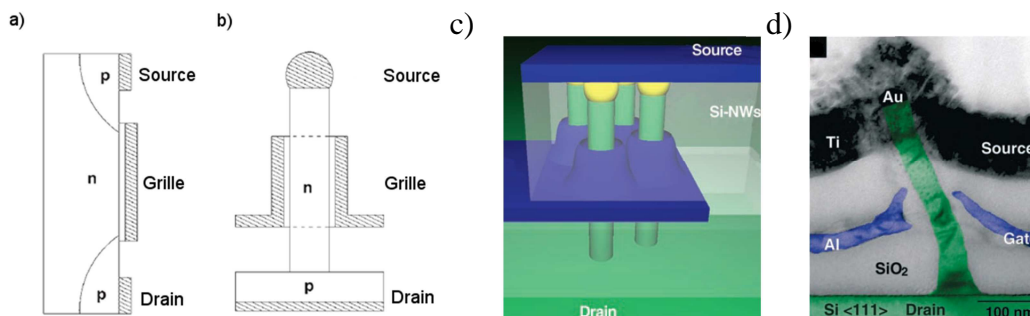 a)
p
Source
n
Grille
p
Drain
b)
Source
n
Grille
p
Drain
c)
Source
Si-NWs
Drain
d)
Au
Ti
Source
Al
Gat
SiO2
Si <111> Drain
100 nm